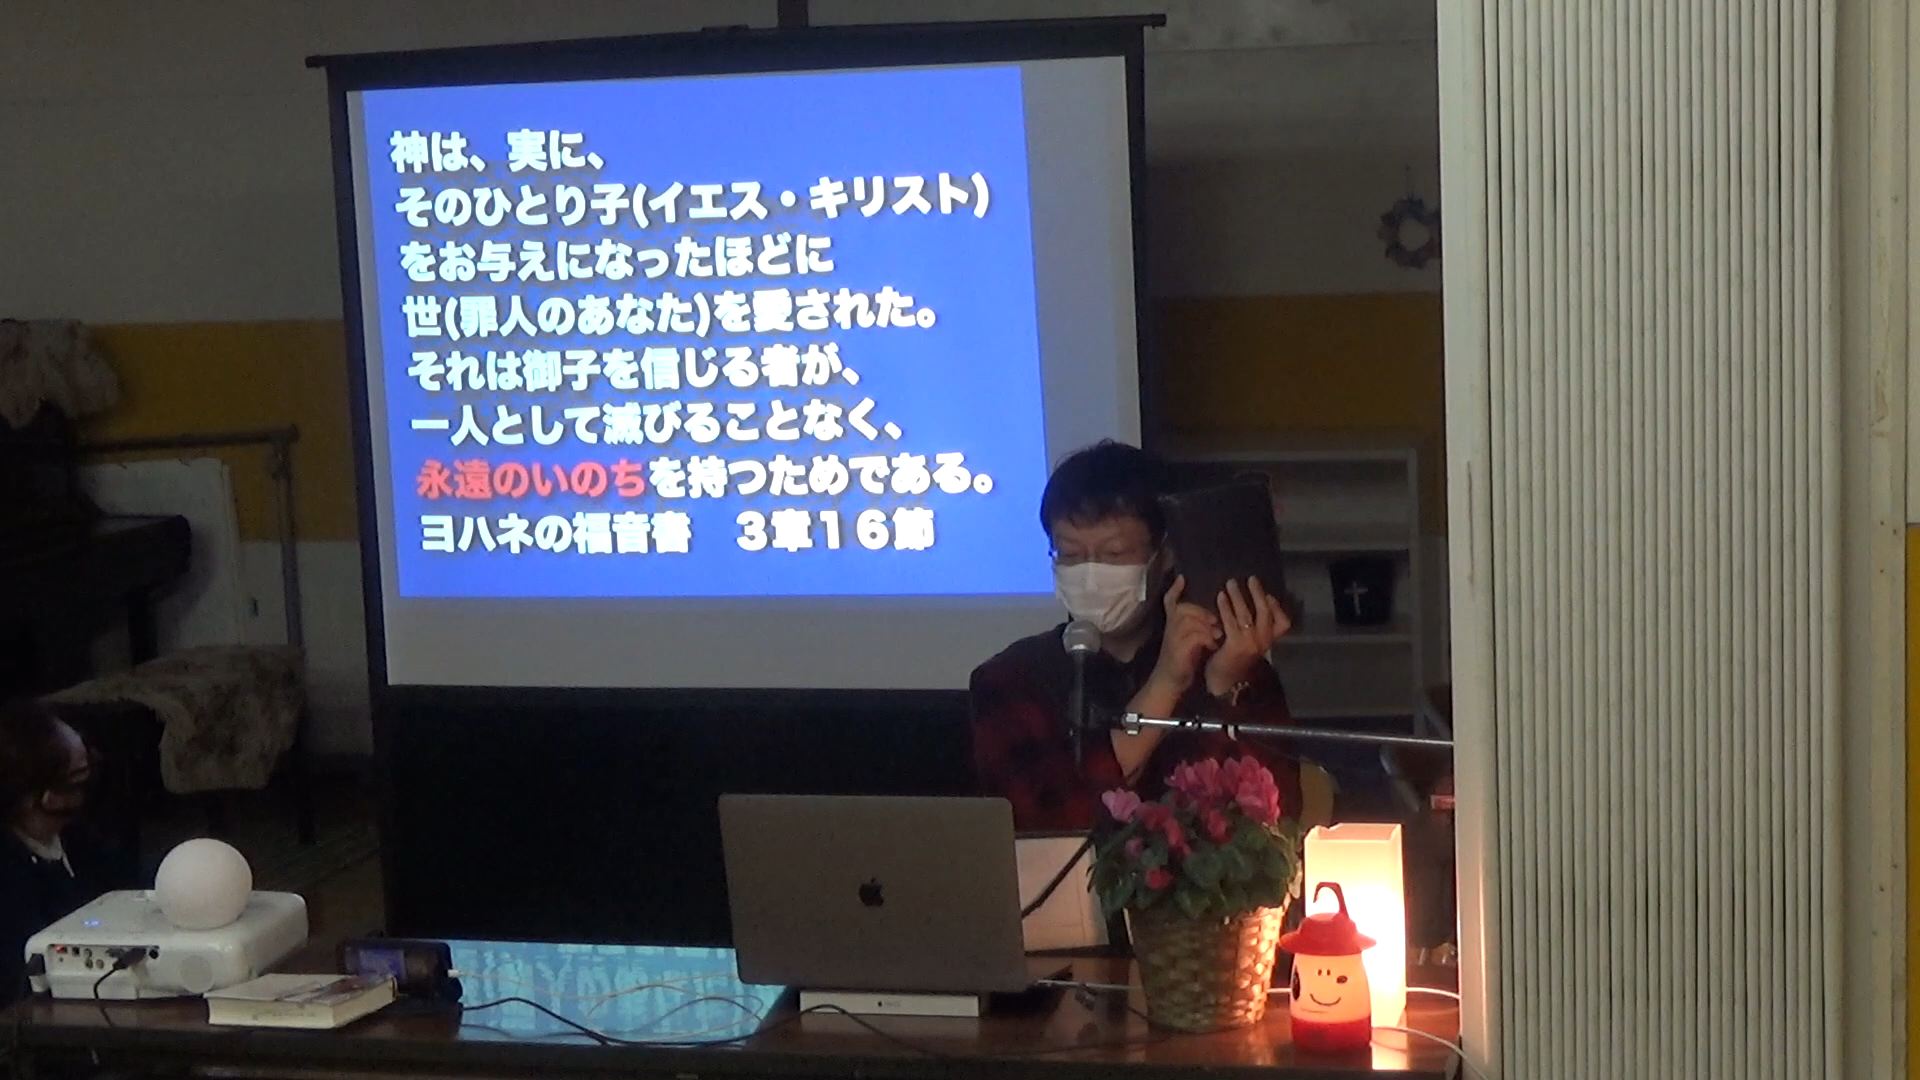 神は、実に、
そのひとり子(イエス・キリスト)
をお与えになったほどに
世(罪人のあなた)を愛された。
それは御子を信じる者が、
一人として滅びることなく、
永遠のいのちを持つためである。
ヨハネの福音書　３章１６節